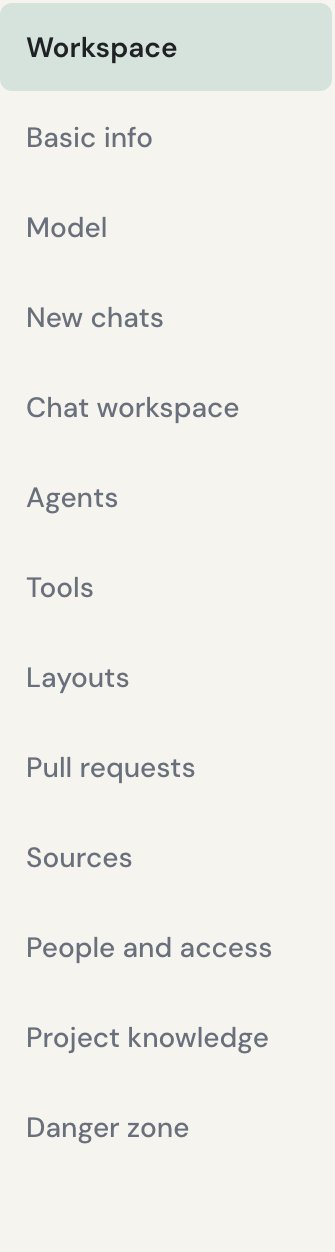 Workspace
Basic info
Model
New chats
Chat workspace
Agents
Tools
Layouts
Pull requests
Sources
People and access
Project knowledge
Danger zone